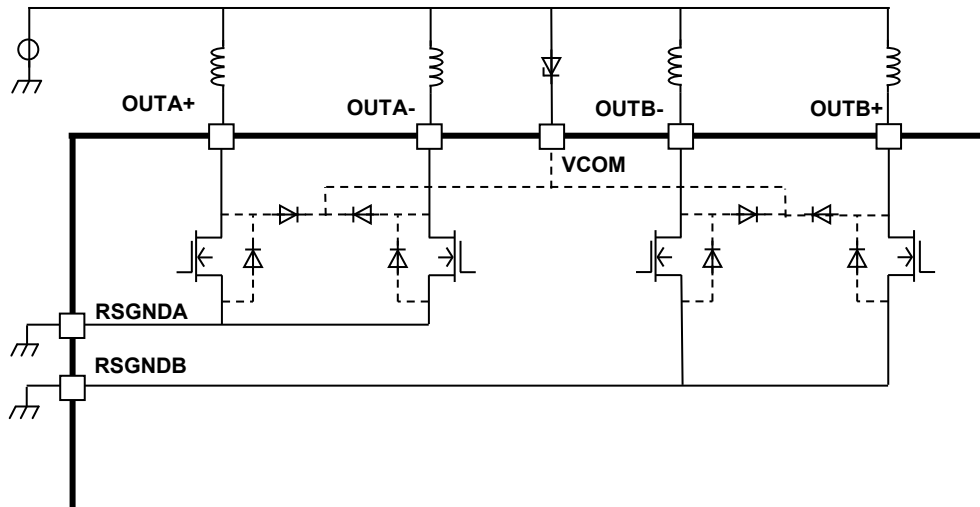 OUTA+
OUTA-
OUTB-
OUTB+
VCOM
RSGNDA
RSGNDB